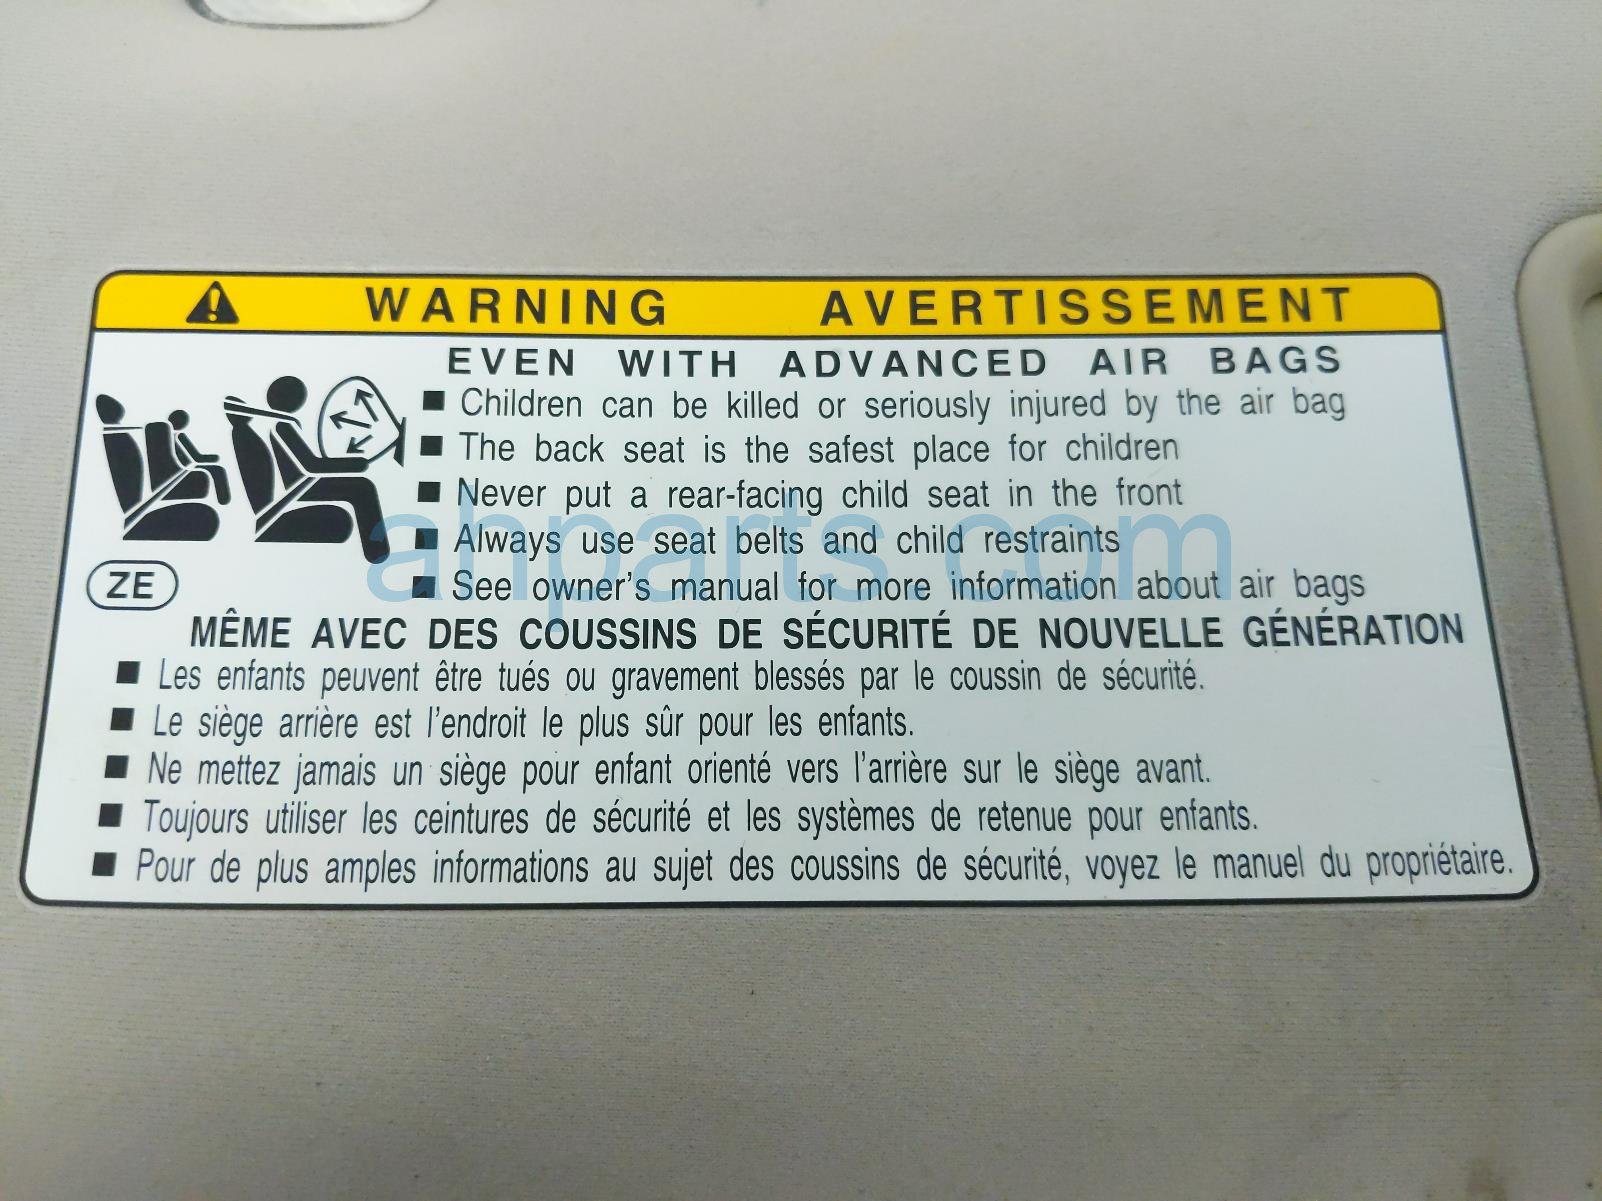 WARNING AVERTISSEMENT
EVEN WITH ADVANCED AIR BAGS
■ Children can be killed or seriously injured by the air bag
■ The back seat is the safest place for children
■ Never put a rear-facing child seat in the front
■ Always use seat belts and child restraints
■ See owner's manual for more information about air bags
ZE
MÊME AVEC DES COUSSINS DE SÉCURITÉ DE NOUVELLE GÉNÉRATION
■ Les enfants peuvent être tués ou gravement blessés par le coussin de sécurité.
■ Le siège arrière est l'endroit le plus sûr pour les enfants.
■ Ne mettez jamais un siège pour enfant orienté vers l'arrière sur le siège avant.
■ Toujours utiliser les ceintures de sécurité et les systèmes de retenue pour enfants.
■ Pour de plus amples informations au sujet des coussins de sécurité, voyez le manuel du propriétaire.
ahparts.com